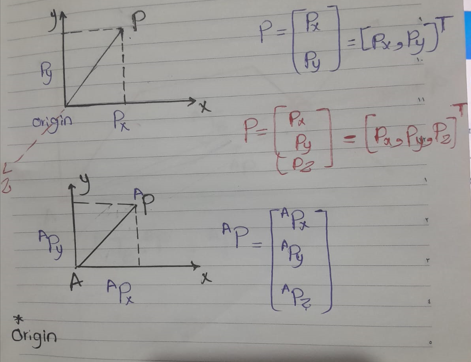 y
P
P = [Px Py] = [Px, Py]^T
Py
origin
Px
x
z
P = [Px Py Pz] = [Px, Py, Pz]^T
y
ᴬP
ᴬPy
ᴬP = [ᴬPx ᴬPy ᴬPz]
A
ᴬPx
x
*
Origin